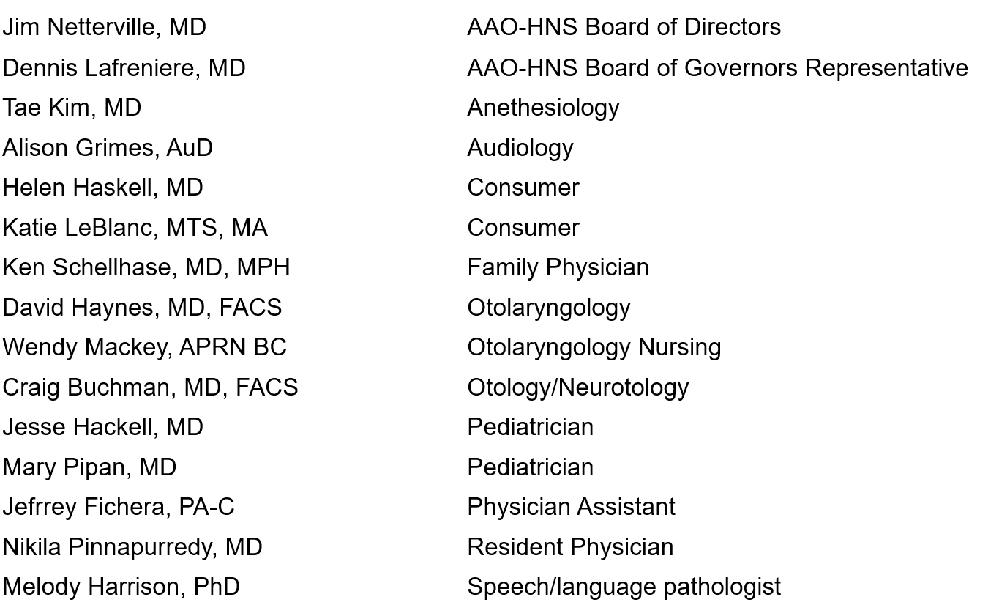 Jim Netterville, MD AAO-HNS Board of Directors
Dennis Lafreniere, MD AAO-HNS Board of Governors Representative
Tae Kim, MD Anethesiology
Alison Grimes, AuD Audiology
Helen Haskell, MD Consumer
Katie LeBlanc, MTS, MA Consumer
Ken Schellhase, MD, MPH Family Physician
David Haynes, MD, FACS Otolaryngology
Wendy Mackey, APRN BC Otolaryngology Nursing
Craig Buchman, MD, FACS Otology/Neurotology
Jesse Hackell, MD Pediatrician
Mary Pipan, MD Pediatrician
Jefrrey Fichera, PA-C Physician Assistant
Nikila Pinnapurredy, MD Resident Physician
Melody Harrison, PhD Speech/language pathologist